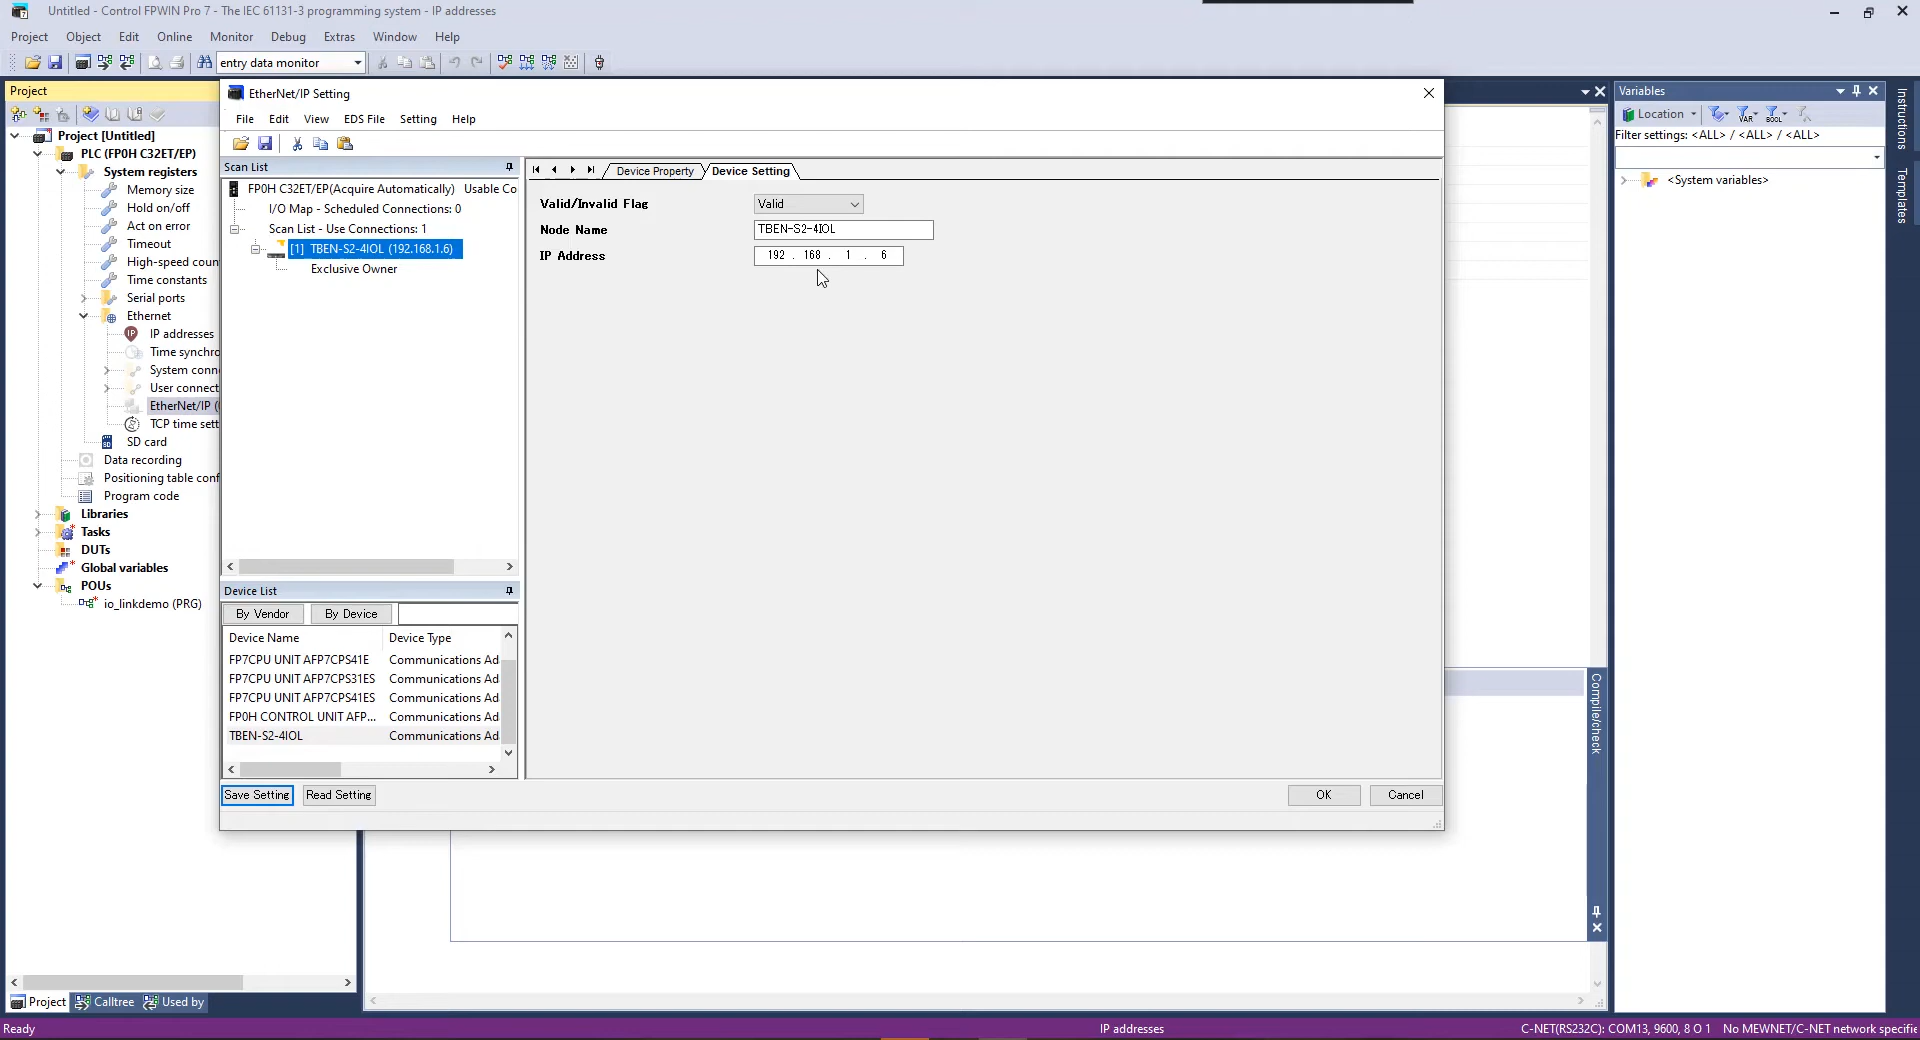 Untitled - Control FPWIN Pro 7 - The IEC 61131-3 programming system - IP addresses
Project Object Edit Online Monitor Debug Extras Window Help
entry data monitor
Project
Project [Untitled]
PLC (FP0H C32ET/EP)
System registers
Memory size
Hold on/off
Act on error
Timeout
High-speed coun
Time constants
Serial ports
Ethernet
IP
IP addresses
Time synchro
System conn
User connect
EtherNet/IP (
TCP time sett
SD
SD card
Data recording
Positioning table conf
Program code
Libraries
Tasks
DUTs
Global variables
POUs
io_linkdemo (PRG)
Project Calltree Used by
EtherNet/IP Setting
File Edit View EDS File Setting Help
Scan List
FP0H C32ET/EP(Acquire Automatically) Usable Co
I/O Map - Scheduled Connections: 0
Scan List - Use Connections: 1
[1] TBEN-S2-4IOL (192.168.1.6)
Exclusive Owner
Device List
By Vendor By Device
Device Name Device Type
FP7CPU UNIT AFP7CPS41E Communications Ad
FP7CPU UNIT AFP7CPS31ES Communications Ad
FP7CPU UNIT AFP7CPS41ES Communications Ad
FP0H CONTROL UNIT AFP... Communications Ad
TBEN-S2-4IOL Communications Ad
Device Property Device Setting
Valid/Invalid Flag Valid
Node Name TBEN-S2-4IOL
IP Address 192 . 168 . 1 . 6
Save Setting Read Setting OK Cancel
Compile/check
Variables
Location VAR BOOL
Filter settings: <ALL> / <ALL> / <ALL>
<System variables>
Instructions
Templates
Ready IP addresses C-NET(RS232C): COM13, 9600, 8 O 1 No MEWNET/C-NET network specifie